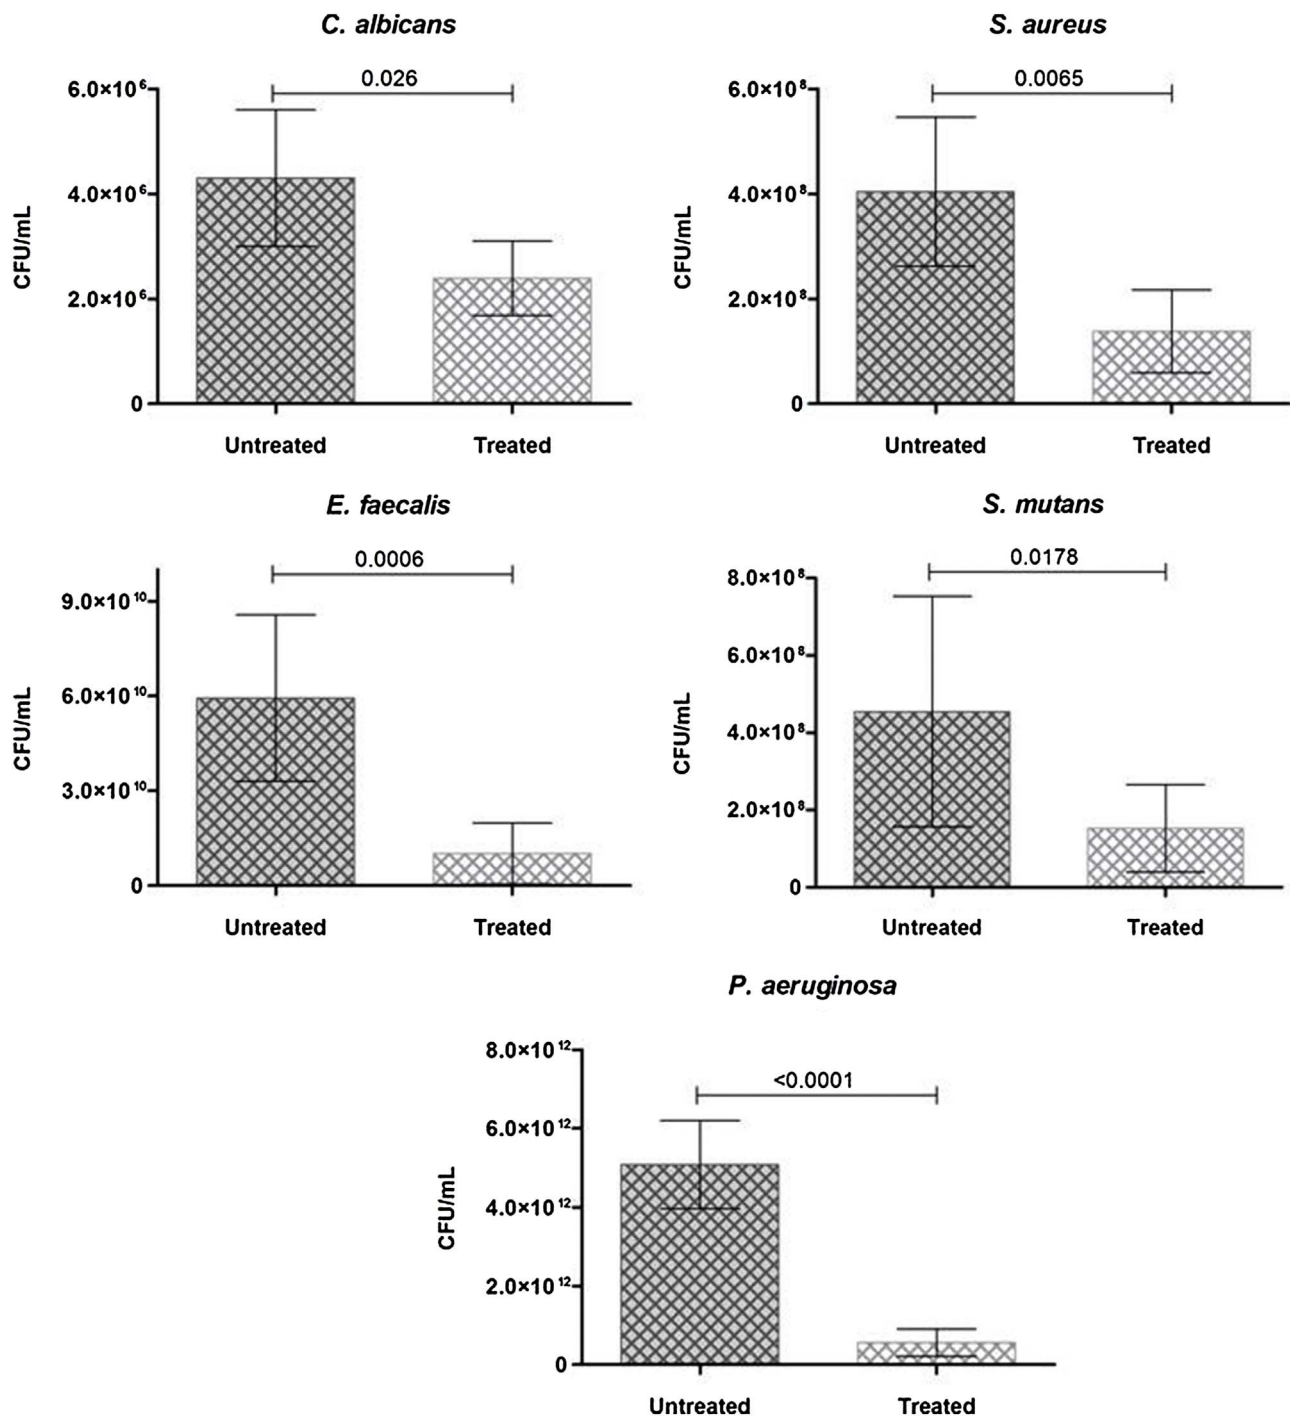 C. albicans
0.026
6.0×10⁶
4.0×10⁶
2.0×10⁶
0
CFU/mL
Untreated Treated
S. aureus
0.0065
6.0×10⁸
4.0×10⁸
2.0×10⁸
0
CFU/mL
Untreated Treated
E. faecalis
0.0006
9.0×10¹⁰
6.0×10¹⁰
3.0×10¹⁰
0
CFU/mL
Untreated Treated
S. mutans
0.0178
8.0×10⁸
6.0×10⁸
4.0×10⁸
2.0×10⁸
0
CFU/mL
Untreated Treated
P. aeruginosa
8.0×10¹²
<0.0001
6.0×10¹²
4.0×10¹²
2.0×10¹²
0
CFU/mL
Untreated Treated